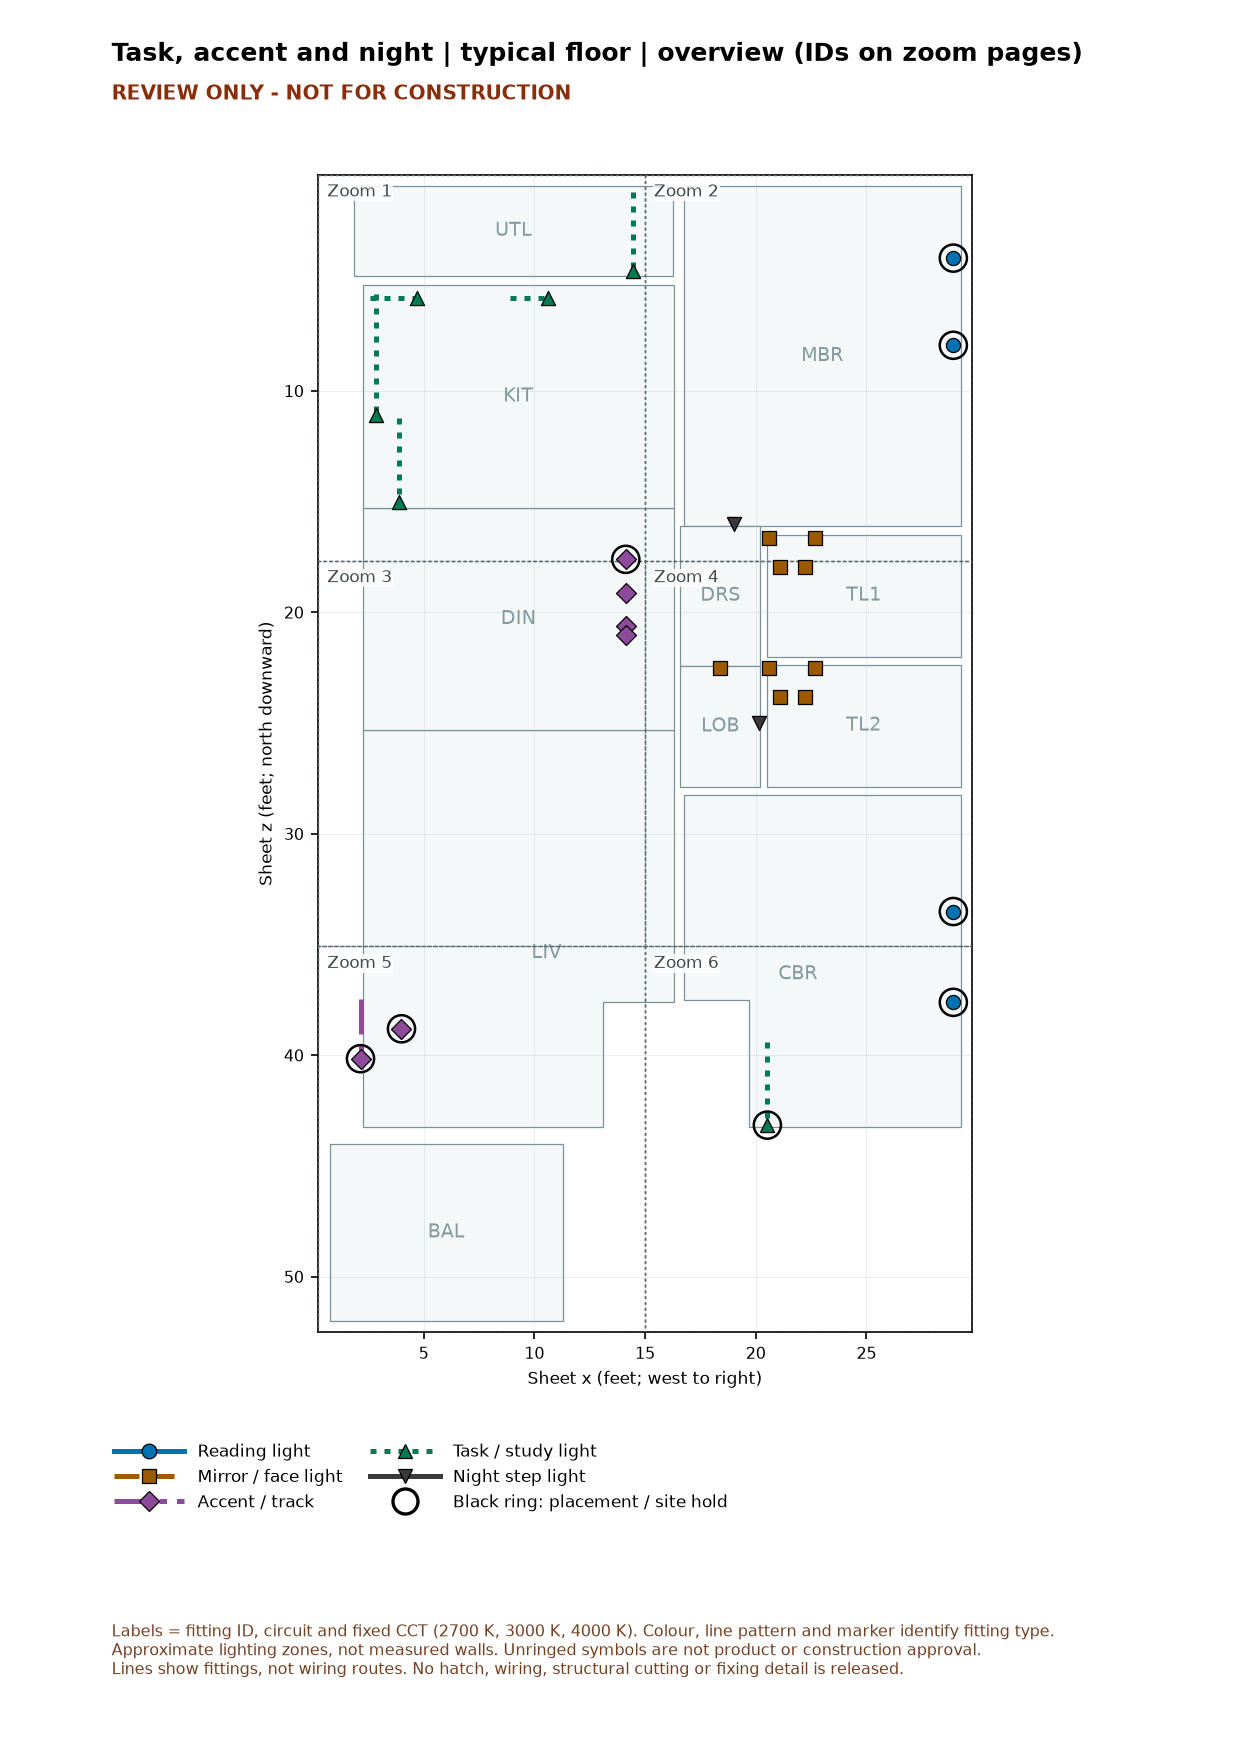 Task, accent and night | typical floor | overview (IDs on zoom pages)
REVIEW ONLY - NOT FOR CONSTRUCTION
Zoom 1
Zoom 2
UTL
MBR
KIT
10
Zoom 3
Zoom 4
DRS
TL1
DIN
20
LOB
TL2
Sheet z (feet; north downward)
30
LIV
Zoom 5
Zoom 6
CBR
40
BAL
50
5
10
15
20
25
Sheet x (feet; west to right)
Reading light
Task / study light
Mirror / face light
Night step light
Accent / track
Black ring: placement / site hold
Labels = fitting ID, circuit and fixed CCT (2700 K, 3000 K, 4000 K). Colour, line pattern and marker identify fitting type.
Approximate lighting zones, not measured walls. Unringed symbols are not product or construction approval.
Lines show fittings, not wiring routes. No hatch, wiring, structural cutting or fixing detail is released.